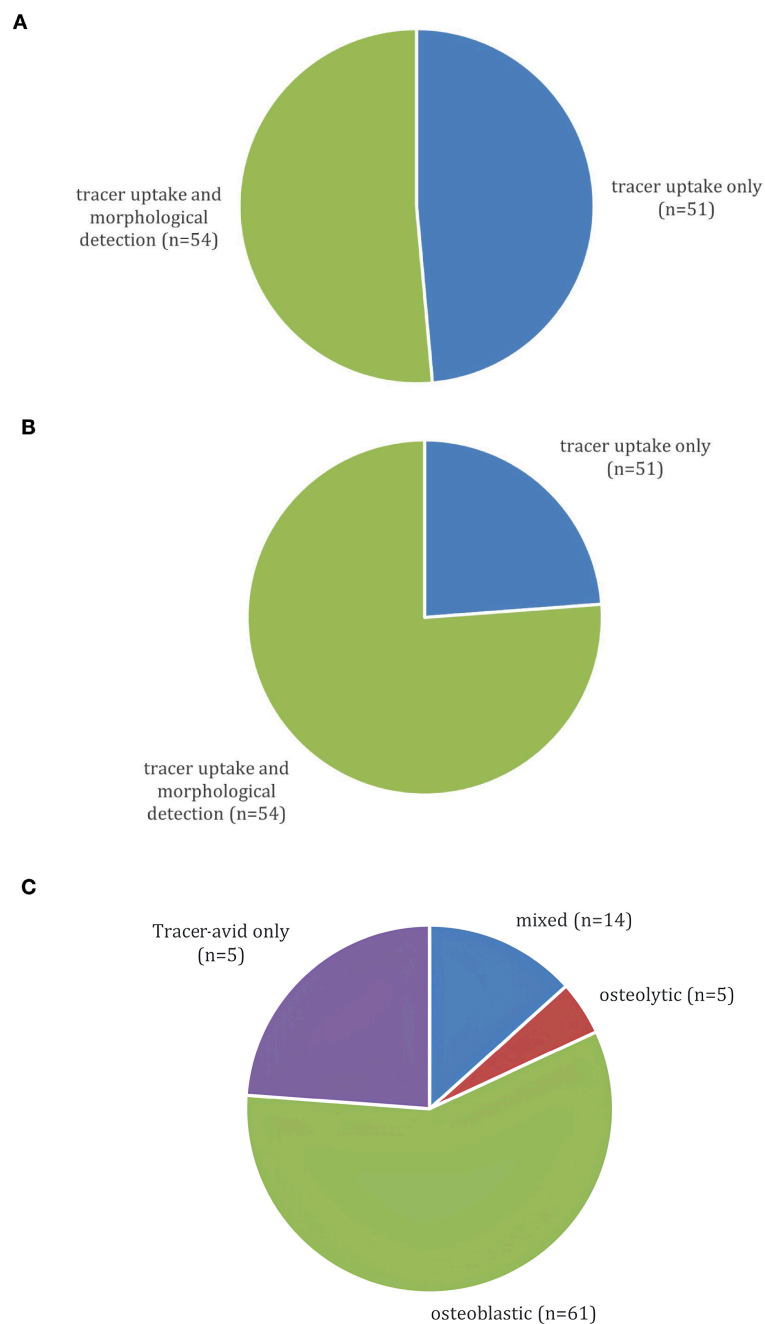 A
tracer uptake and
morphological
detection (n=54)
tracer uptake only
(n=51)
B
tracer uptake only
(n=51)
tracer uptake and
morphological
detection (n=54)
C
Tracer-avid only
(n=5)
mixed (n=14)
osteolytic (n=5)
osteoblastic (n=61)